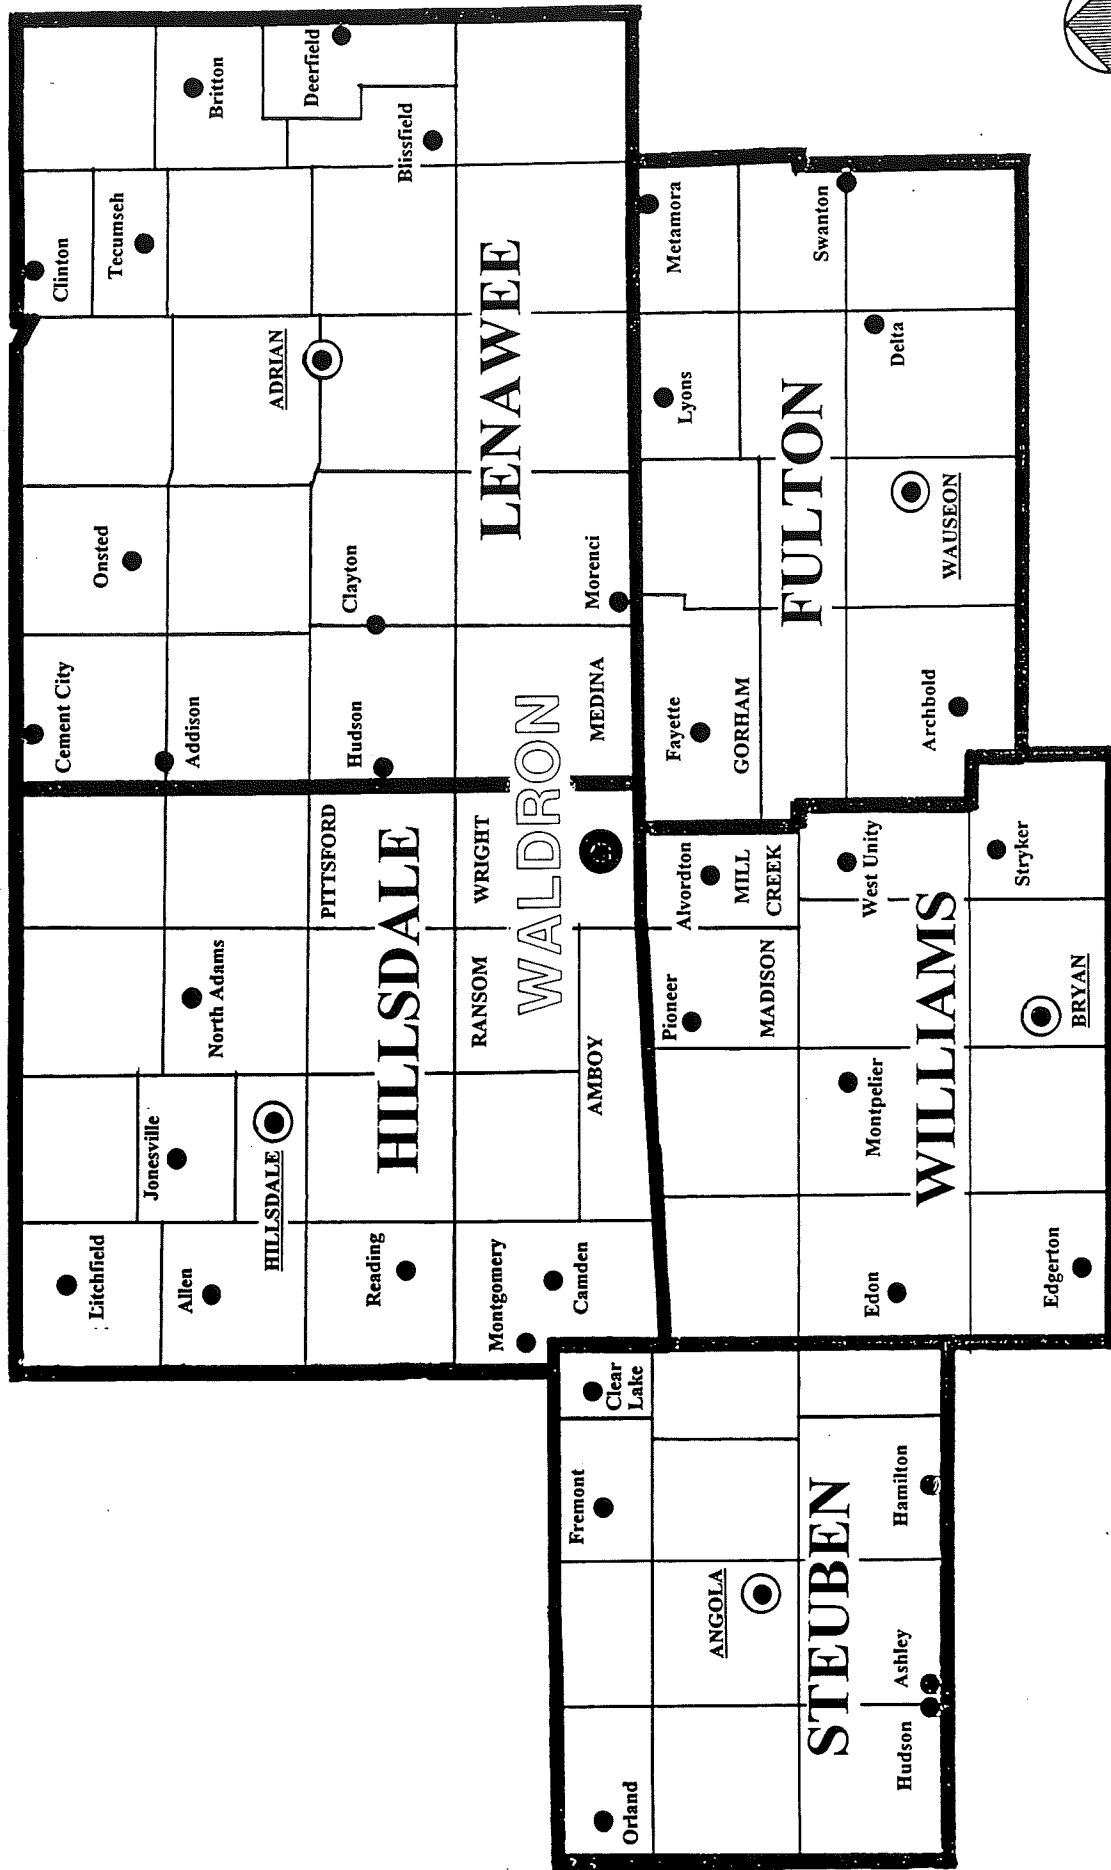 Litchfield
Allen
Jonesville
HILLSDALE
Reading
North Adams
HILLSDALE
PITTSFORD
Montgomery
Camden
RANSOM
WRIGHT
AMBOY
WALDRON
Cement City
Addison
Onsted
Hudson
Clayton
Clinton
Tecumseh
ADRIAN
Britton
Deerfield
Blissfield
LENAWEE
MEDINA
Morenci
Clear
Lake
Fremont
Orland
ANGOLA
STEUBEN
Hudson
Ashley
Hamilton
Pioneer
MADISON
Alvordton
MILL
CREEK
Montpelier
West Unity
Edon
WILLIAMS
Edgerton
BRYAN
Stryker
Fayette
GORHAM
Lyons
Metamora
FULTON
Swanton
Delta
Archbold
WAUSEON